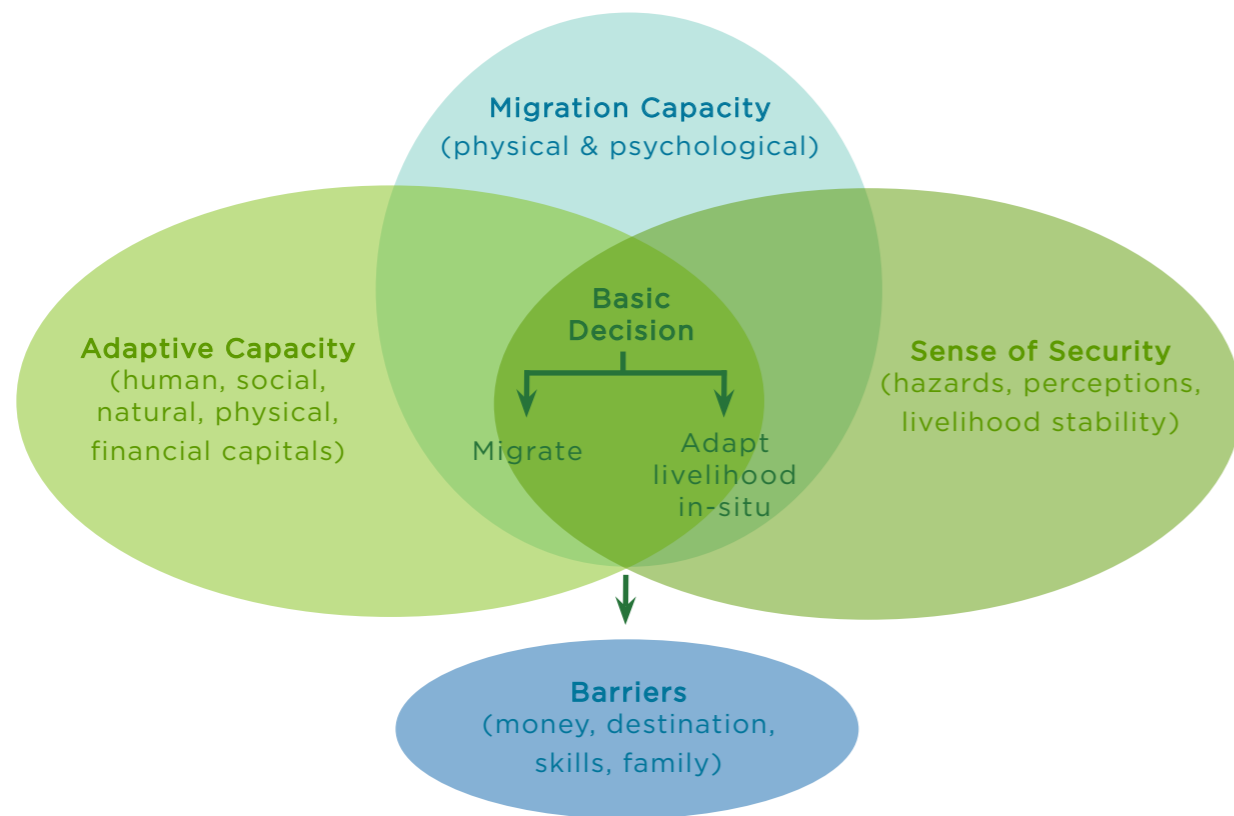 Migration Capacity
(physical & psychological)
Basic
Decision
Adaptive Capacity
(human, social,
natural, physical,
financial capitals)
Sense of Security
(hazards, perceptions,
livelihood stability)
Migrate
Adapt
livelihood
in-situ
Barriers
(money, destination,
skills, family)